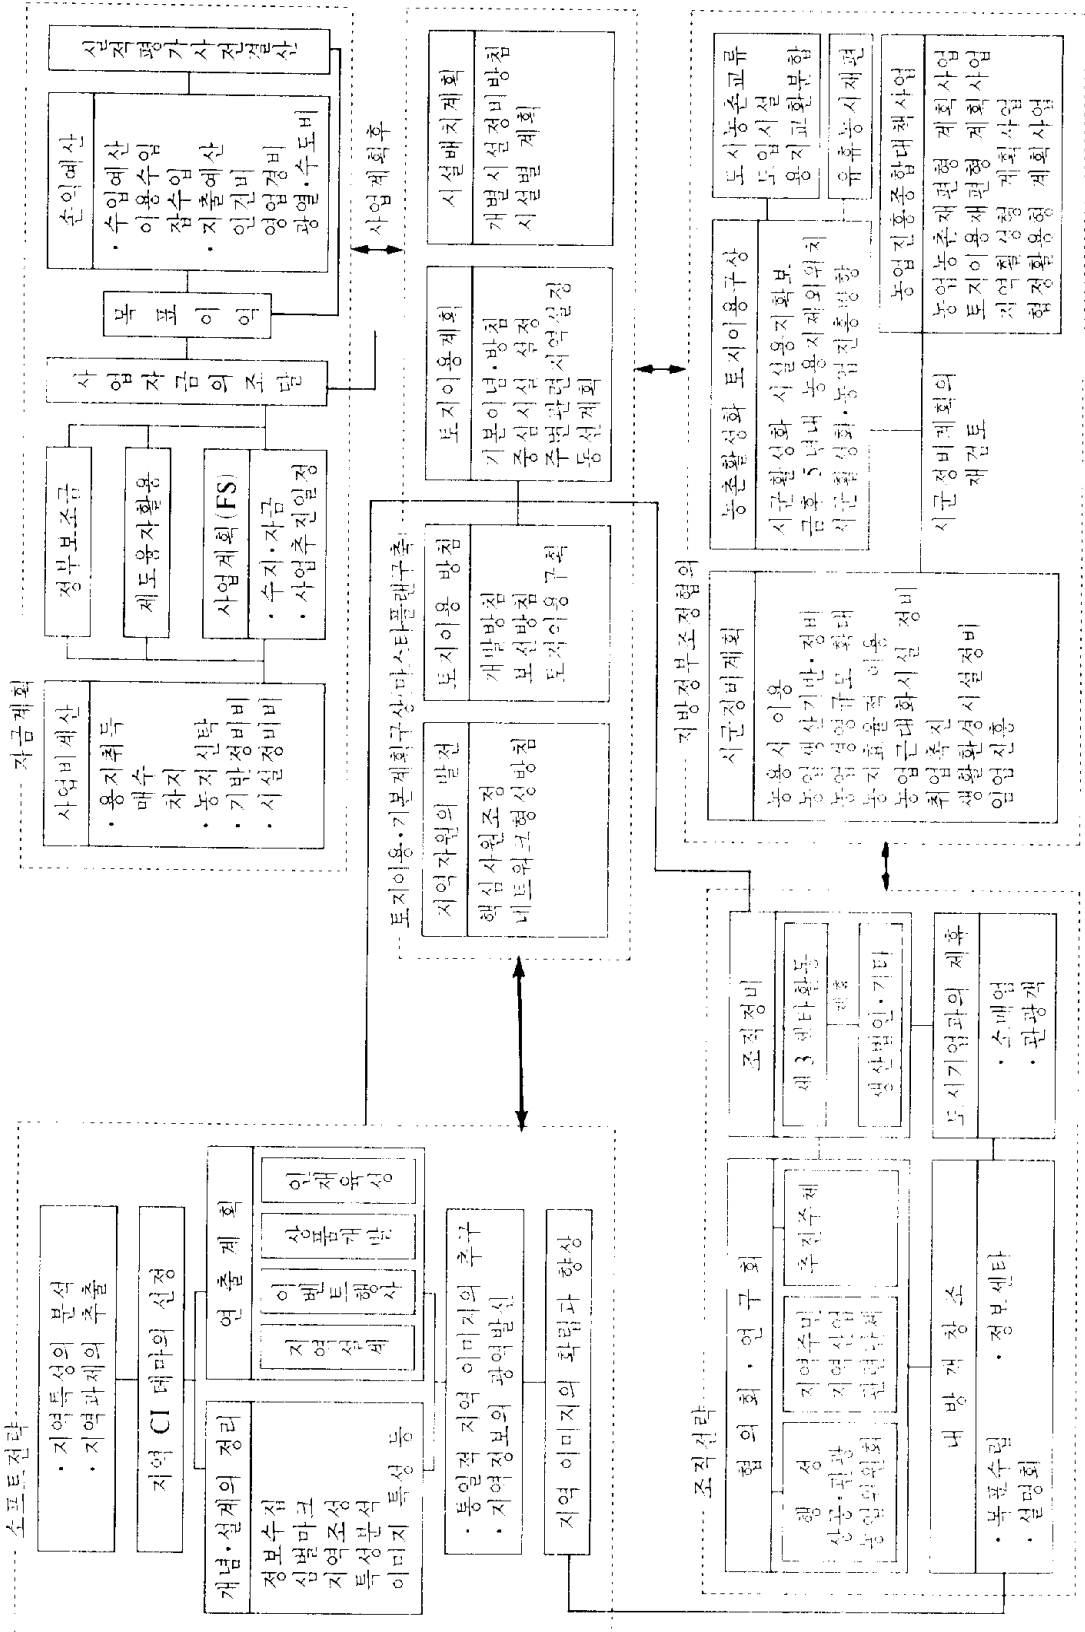 소프트전략
· 지역특성의 분석
· 지역과제의 추출
지역 CI 테마의 선정
개념·설계의 정리
정보수집
심벌마크
지역조성
특성분석
이미지 특성 등
연 출 계 획
지역설계
이벤트행사
상품개발
인재육성
· 통일적 지역 이미지의 추구
· 지역정보의 광역발신
지역 이미지의 확립과 향상
자금계획
사업비계산
· 용지취득
매수
차지
· 농지신탁
· 기반정비비
· 시설정비비
정부보조금
제도융자활용
사업계획(FS)
· 수지·자금
· 사업추진일정
사업자금의 조달
목표이익
손익예산
· 수입예산
이용수입
잡수입
· 지출예산
인건비
영업경비
광열·수도비
실적평가사전결산
사업계획후
토지이용·기본계획구상·마스타플랜구축
지역자원의 발전
핵심자원조정
네트워크형성방침
토지이용 방침
개발방침
보전방침
토지이용구획
토지이용계획
기본이념·방침
중심시설 설정
주변관련지역설정
동선계획
시설배치계획
개별시설정비방침
시설별 계획
조직전략
협 의 회 · 연 구 회
행 성
상공·관광
농업위원회
지역주민
지역산업
관련단체
추진주체
조직정비
제 3 센타활동
제휴
생산법인·기타
내 방 객 창 조
· 목표수립
· 설명회
· 정보센타
도시기업과의 제휴
· 소매업
· 관광객
지방정부조정협의
시군정비계획
농용지 이용
농업생산기반·정비
농업경영규모 확대
농지효율적 이용
농업근대화시설 정비
취업촉진
생활환경시설정비
임업진흥
농촌활성화 토지이용구상
시군활성화 시설용지확보
금후 5년내 농용지제외위치
시군활성화·농업진흥방향
도시농촌교류
도입시설
용지교환분합
유휴농지재편
시군정비계획의
재검토
농업진흥종합대책사업
농업농촌재편형 계획사업
토지이용재편형 계획사업
지역활성형 계획사업
협정활용형 계획사업